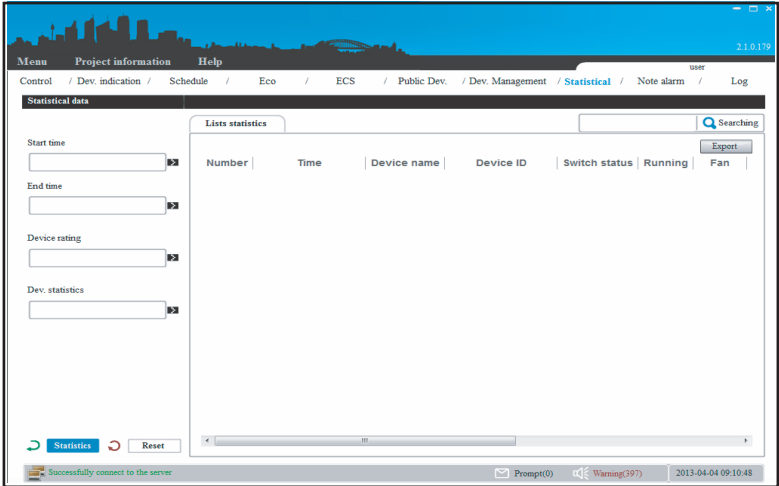 2.1.0.179
Menu Project information Help
user
Control / Dev. indication / Schedule / Eco / ECS / Public Dev. / Dev. Management / Statistical / Note alarm / Log
Statistical data
Lists statistics Searching
Export
Start time
Number Time Device name Device ID Switch status Running Fan
End time
Device rating
Dev. statistics
Statistics Reset
Successfully connect to the server Prompt(0) Warning(397) 2013-04-04 09:10:48